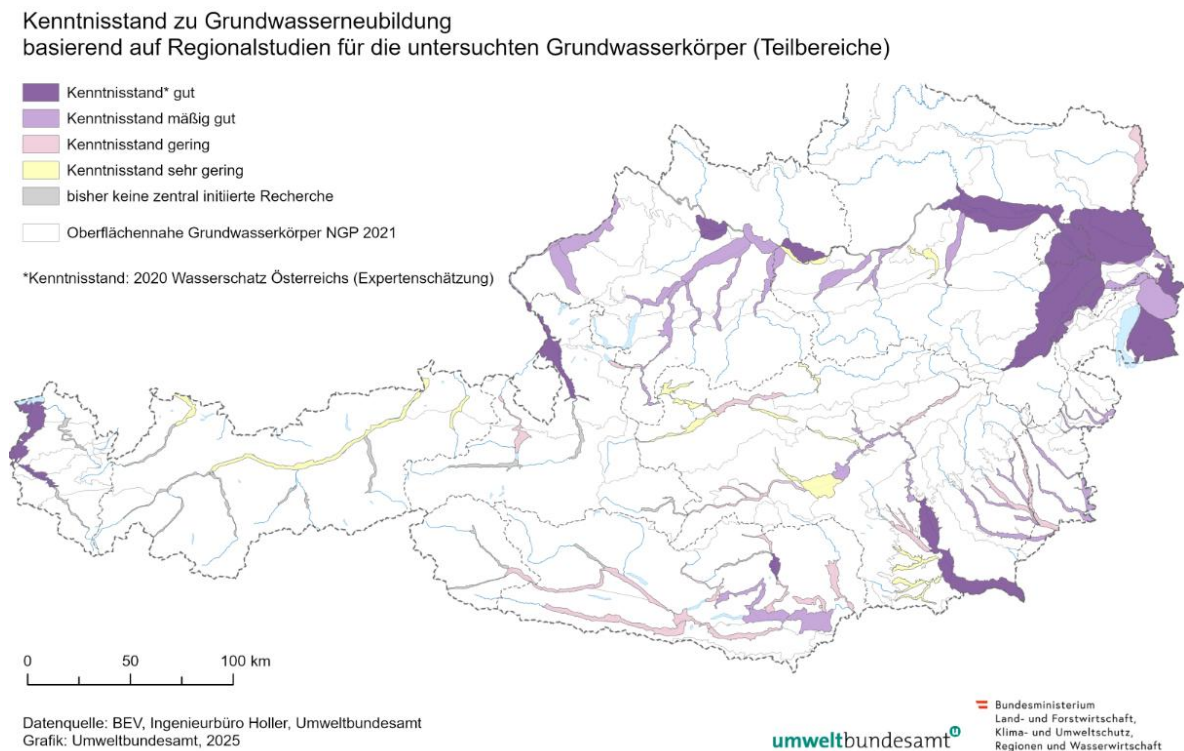 Kenntnisstand zu Grundwasserneubildung
basierend auf Regionalstudien für die untersuchten Grundwasserkörper (Teilbereiche)
Kenntnisstand* gut
Kenntnisstand mäßig gut
Kenntnisstand gering
Kenntnisstand sehr gering
bisher keine zentral initiierte Recherche
Oberflächennahe Grundwasserkörper NGP 2021
*Kenntnisstand: 2020 Wasserschatz Österreichs (Expertenschätzung)
0 50 100 km
Datenquelle: BEV, Ingenieurbüro Holler, Umweltbundesamt
Grafik: Umweltbundesamt, 2025
umweltbundesamt u
Bundesministerium
Land- und Forstwirtschaft,
Klima- und Umweltschutz,
Regionen und Wasserwirtschaft